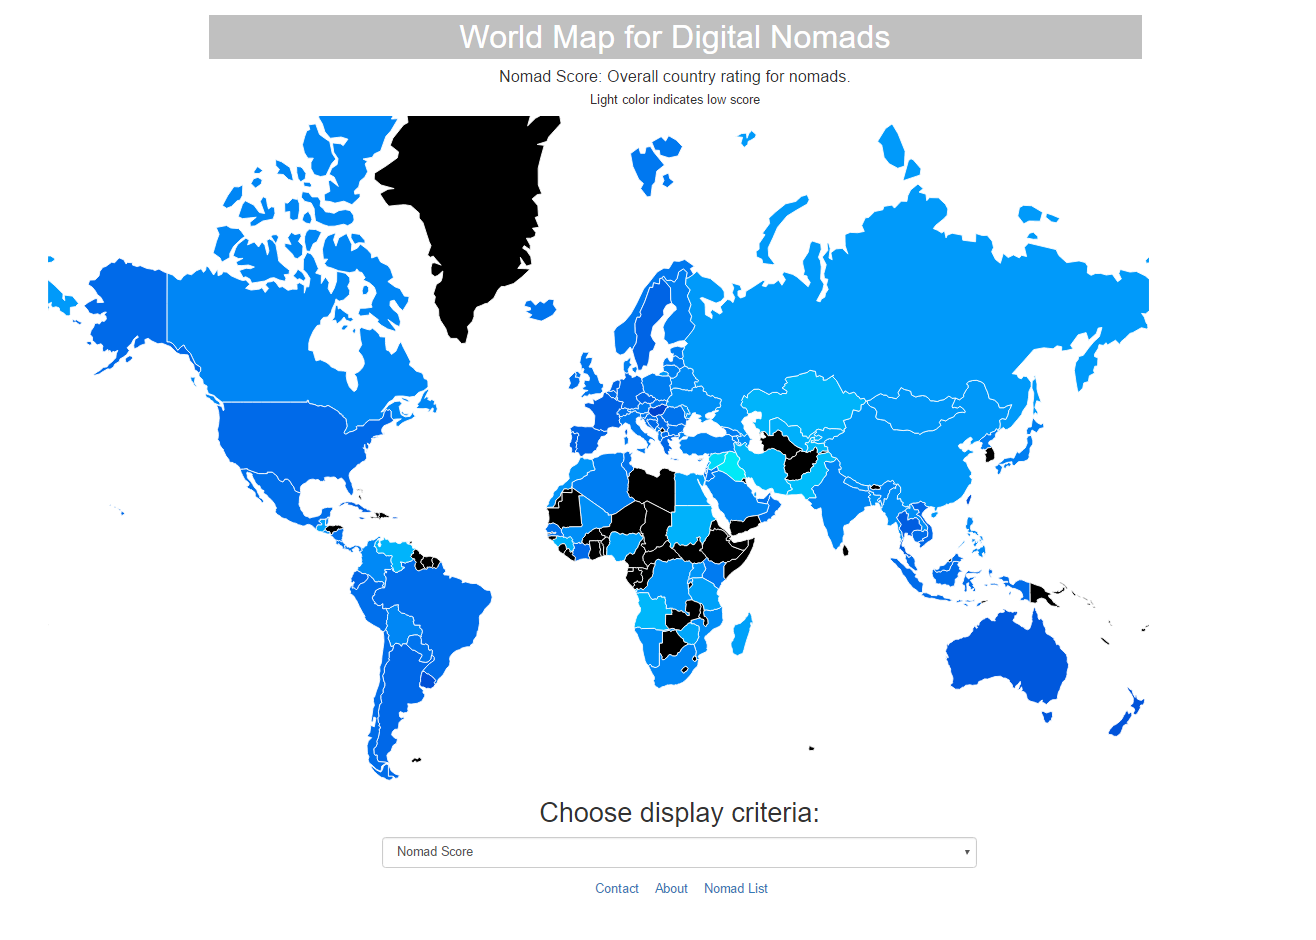 World Map for Digital Nomads
Nomad Score: Overall country rating for nomads.
Light color indicates low score
Choose display criteria:
Nomad Score
Contact About Nomad List